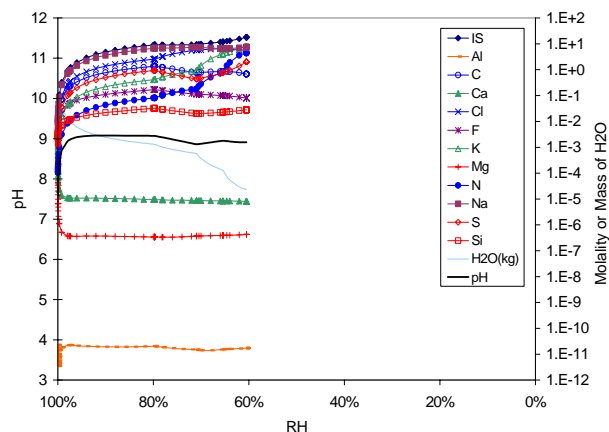 12
11
10
9
8
7
6
5
4
3
pH
100%
80%
60%
40%
20%
0%
RH
1.E+2
1.E+1
1.E+0
1.E-1
1.E-2
1.E-3
1.E-4
1.E-5
1.E-6
1.E-7
1.E-8
1.E-9
1.E-10
1.E-11
1.E-12
Molality or Mass of H2O
IS
Al
C
Ca
Cl
F
K
Mg
N
Na
S
Si
H2O(kg)
pH